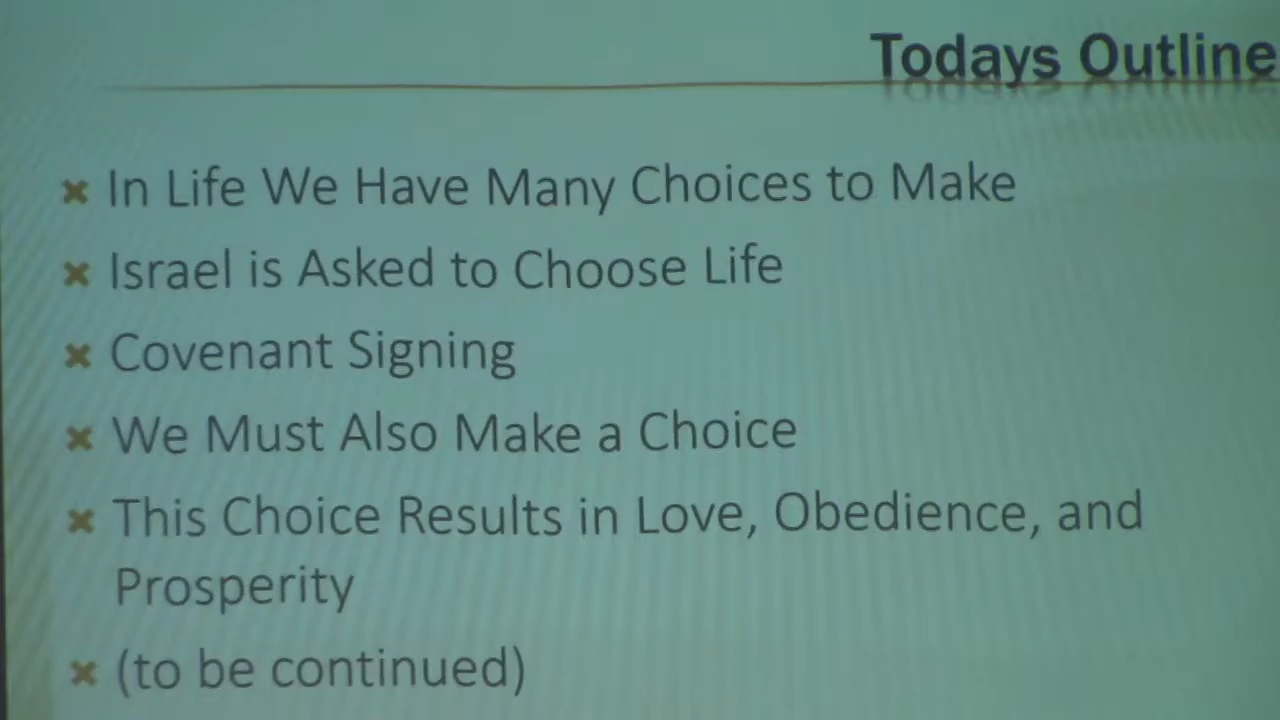 Todays Outline
In Life We Have Many Choices to Make
Israel is Asked to Choose Life
Covenant Signing
We Must Also Make a Choice
This Choice Results in Love, Obedience, and
Prosperity
(to be continued)